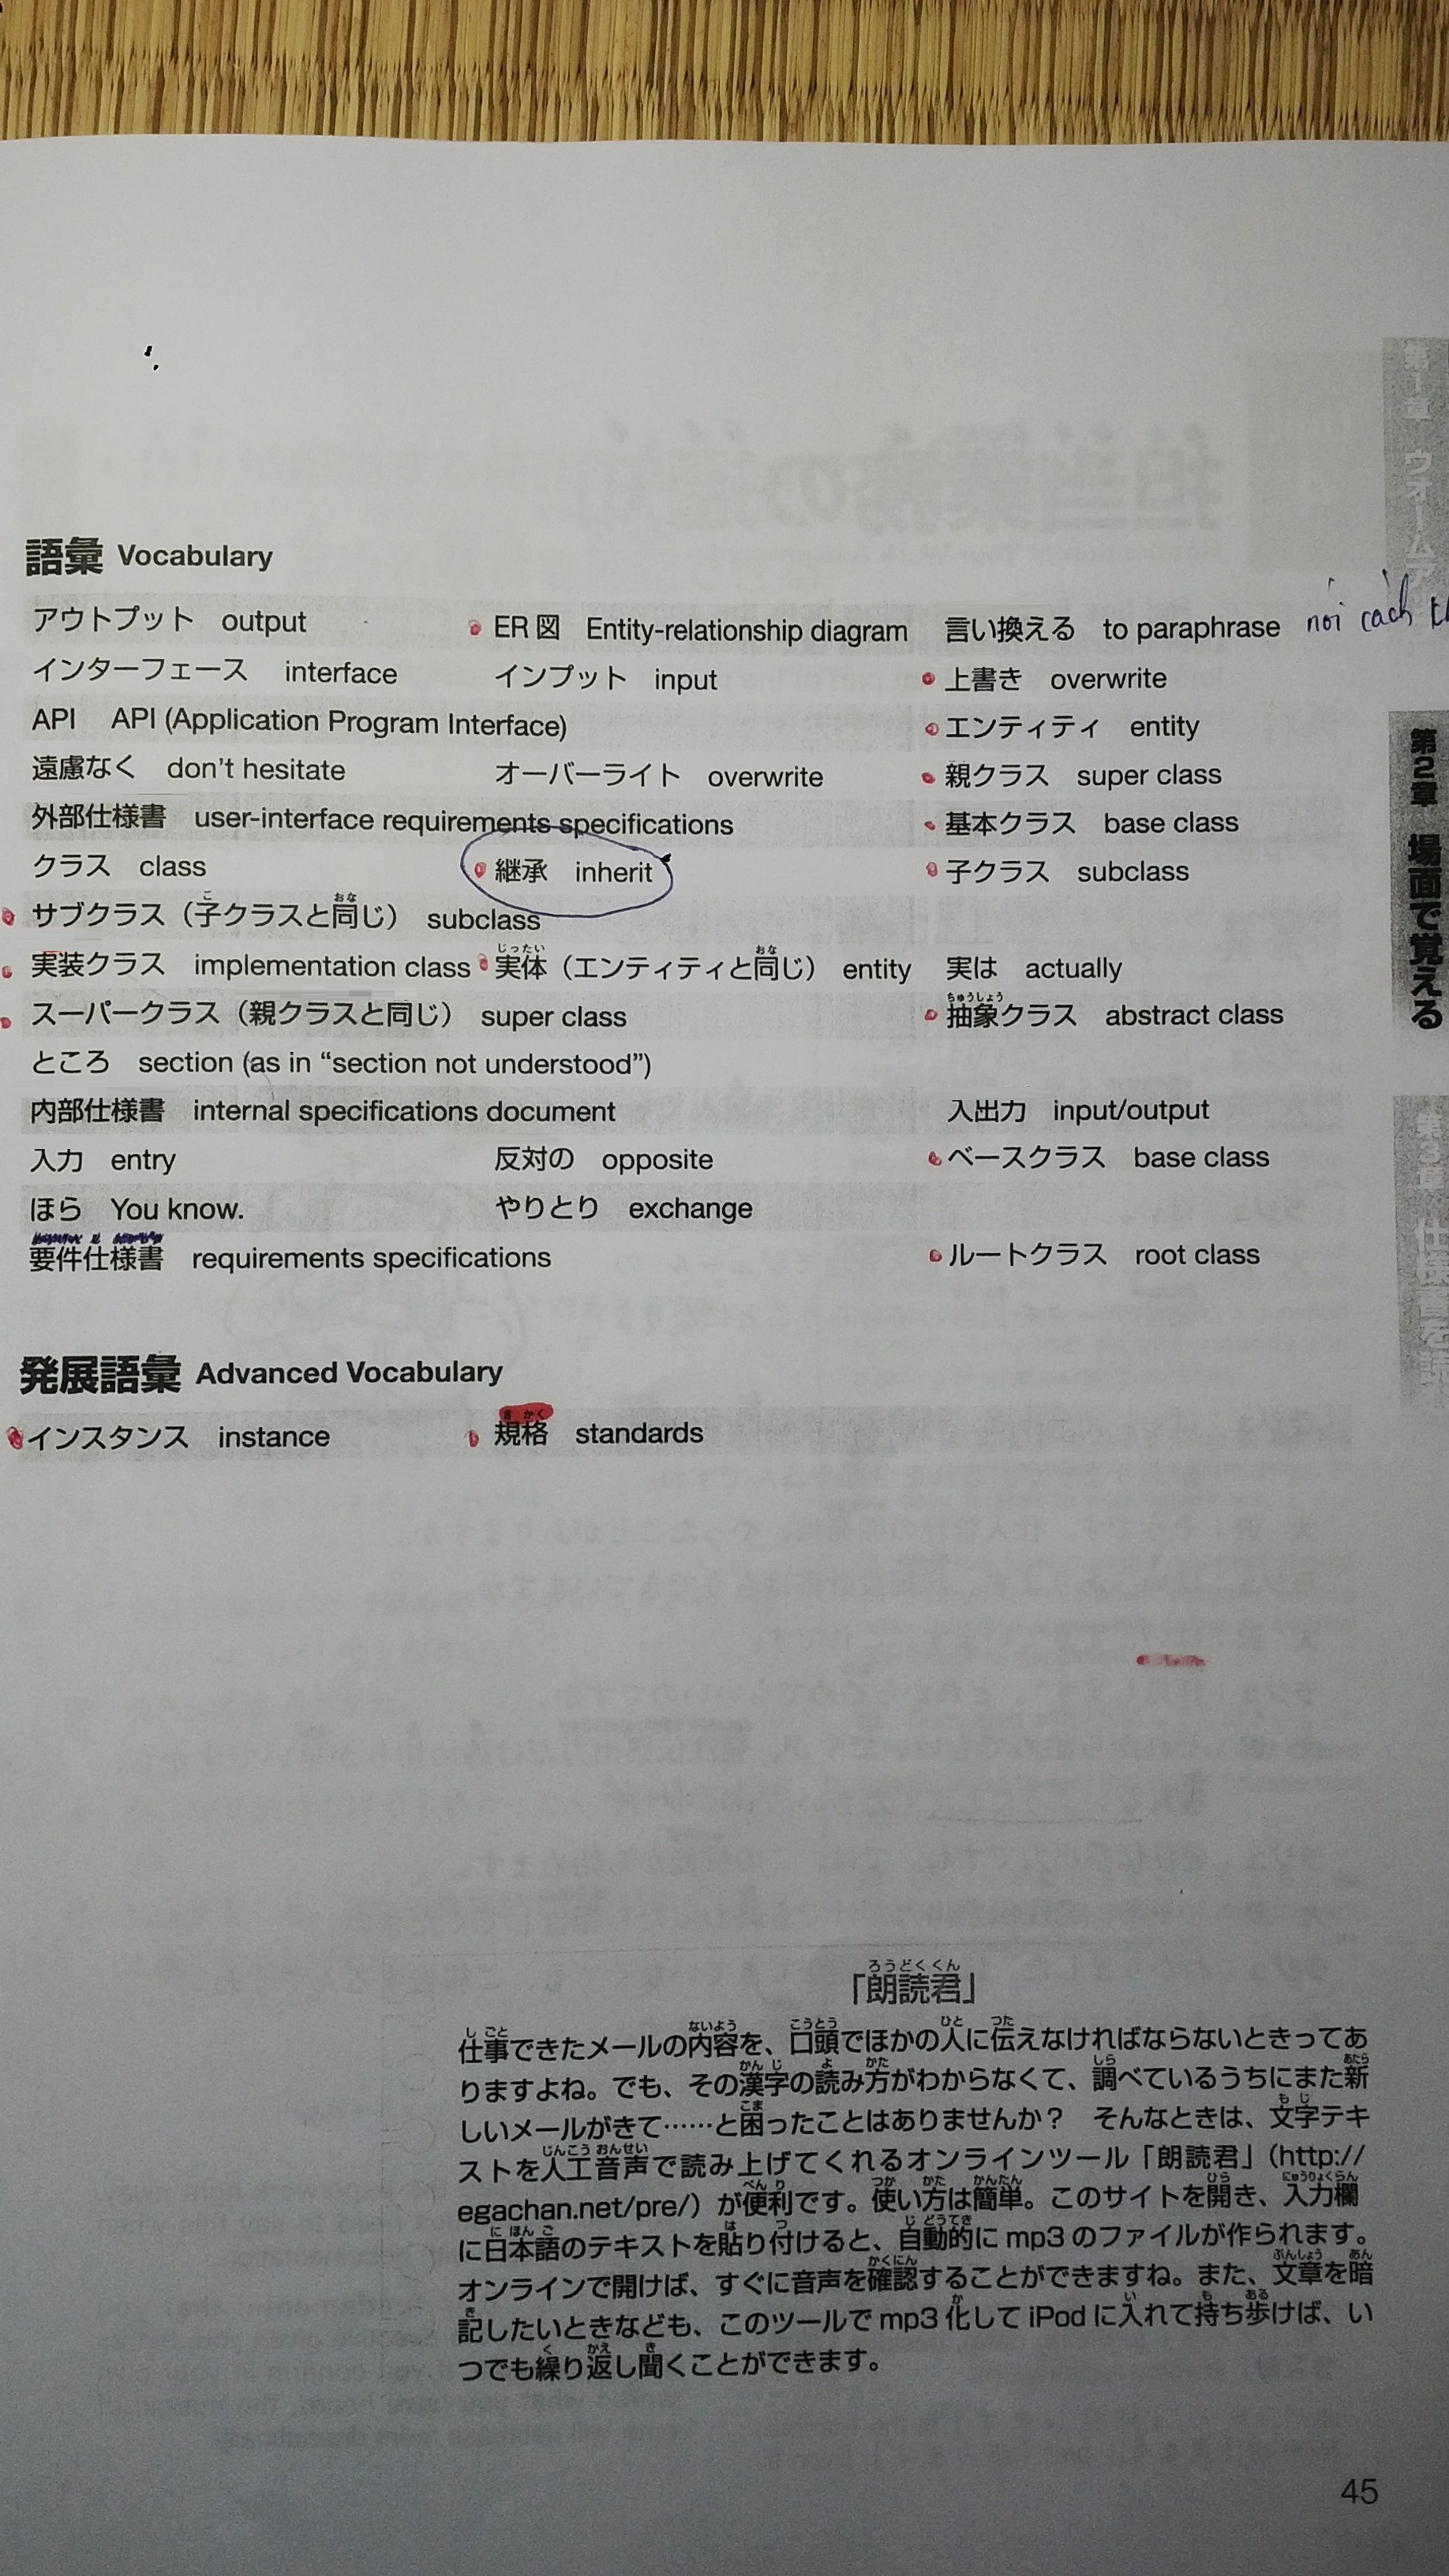 語彙 Vocabulary
アウトプット output ER図 Entity-relationship diagram 言い換える to paraphrase nói cách
インターフェース interface インプット input 上書き overwrite
API API (Application Program Interface) エンティティ entity
遠慮なく don't hesitate オーバーライト overwrite 親クラス super class
外部仕様書 user-interface requirements specifications 基本クラス base class
クラス class 継承 inherit 子クラス subclass
サブクラス（子クラスと同じ） subclass
実装クラス implementation class 実体（エンティティと同じ） entity 実は actually
スーパークラス（親クラスと同じ） super class 抽象クラス abstract class
ところ section (as in “section not understood”)
内部仕様書 internal specifications document 入出力 input/output
入力 entry 反対の opposite ベースクラス base class
ほら You know. やりとり exchange
要件仕様書 requirements specifications ルートクラス root class
発展語彙 Advanced Vocabulary
インスタンス instance 規格 standards
「朗読君」
仕事できたメールの内容を、口頭でほかの人に伝えなければならないときってあ
りますよね。でも、その漢字の読み方がわからなくて、調べているうちにまた新
しいメールがきて……と困ったことはありませんか？ そんなときは、文字テキ
ストを人工音声で読み上げてくれるオンラインツール「朗読君」（http://
egachan.net/pre/）が便利です。使い方は簡単。このサイトを開き、入力欄
に日本語のテキストを貼り付けると、自動的に mp3 のファイルが作られます。
オンラインで開けば、すぐに音声を確認することができますね。また、文章を暗
記したいときなども、このツールで mp3 化して iPod に入れて持ち歩けば、い
つでも繰り返し聞くことができます。
45
第1章 ウオームア
第2章 場面で覚える
第3章 仕様書を読